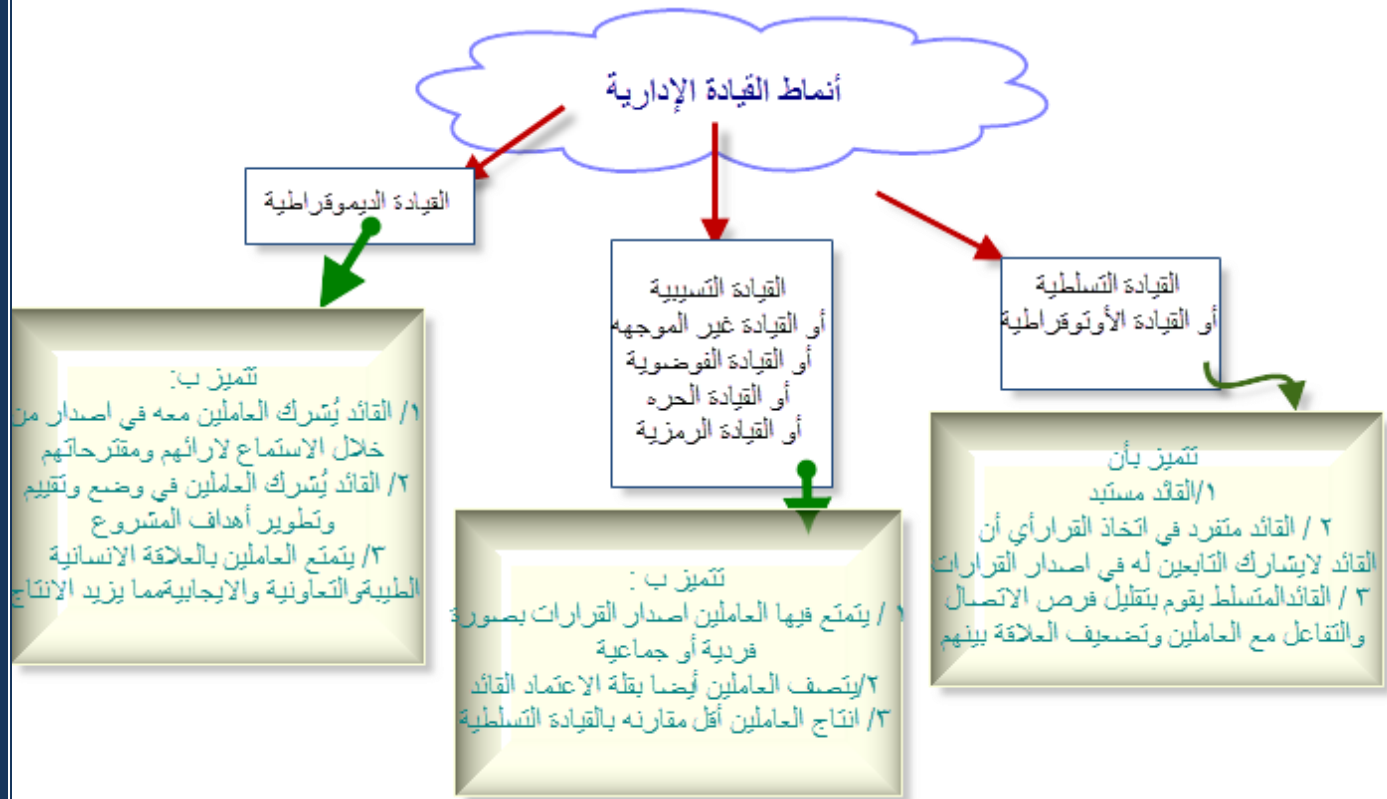 أنماط القيادة الإدارية
القيادة التسلطية
أو القيادة الأوتوقراطية
تتميز بأن
١/القائد مستبد
٢ / القائد متفرد في اتخاذ القرارأي أن
القائد لايشارك التابعين له في اصدار القرارات
٣ / القائدالمتسلط يقوم بتقليل فرص الاتصال
والتفاعل مع العاملين وتضعيف العلاقة بينهم
القيادة التسيبية
أو القيادة غير الموجهه
أو القيادة الفوضوية
أو القيادة الحره
أو القيادة الرمزية
تتميز ب :
١ / يتمتع فيها العاملين اصدار القرارات بصورة
فردية أو جماعية
٢/يتصف العاملين أيضا بقلة الاعتماد القائد
٣/ انتاج العاملين أقل مقارنه بالقيادة التسلطية
القيادة الديموقراطية
تتميز ب:
١/ القائد يُشرك العاملين معه في اصدار من
خلال الاستماع لارائهم ومقترحاتهم
٢/ القائد يُشرك العاملين في وضع وتقييم
وتطوير أهداف المشروع
٣/ يتمتع العاملين بالعلاقة الانسانية
الطيبةوالتعاونية والايجابيةمما يزيد الانتاج